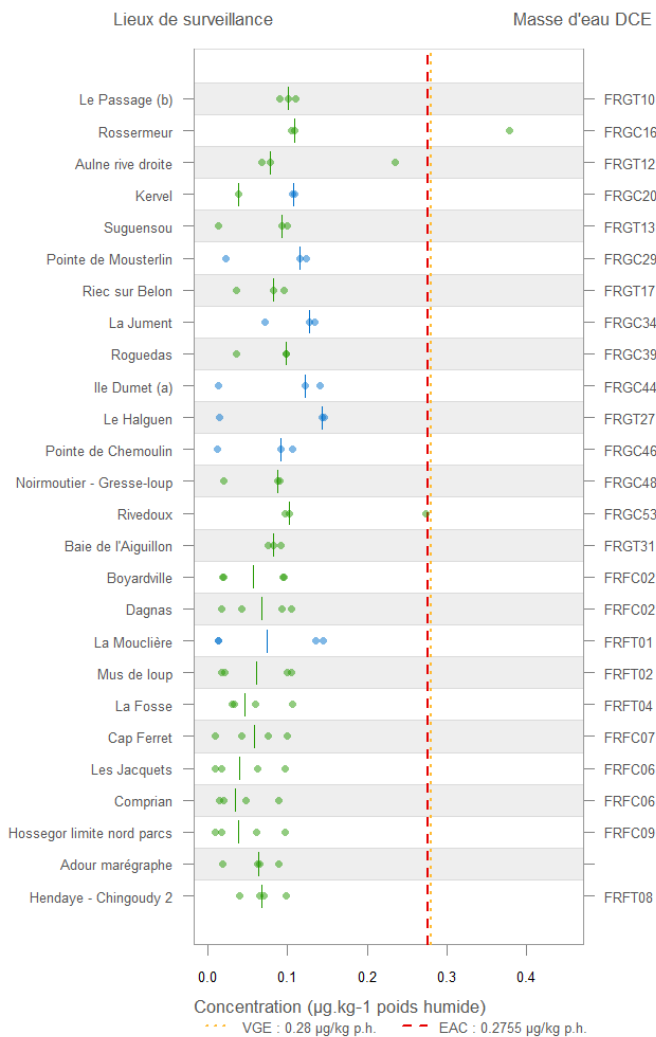 Lieux de surveillance Masse d'eau DCE
Le Passage (b) FRGT10
Rossermeur FRGC16
Aulne rive droite FRGT12
Kervel FRGC20
Suguensou FRGT13
Pointe de Mousterlin FRGC29
Riec sur Belon FRGT17
La Jument FRGC34
Roguedas FRGC39
Ile Dumet (a) FRGC44
Le Halguen FRGT27
Pointe de Chemoulin FRGC46
Noirmoutier - Gresse-loup FRGC48
Rivedoux FRGC53
Baie de l'Aiguillon FRGT31
Boyardville FRFC02
Dagnas FRFC02
La Mouclière FRFT01
Mus de loup FRFT02
La Fosse FRFT04
Cap Ferret FRFC07
Les Jacquets FRFC06
Comprian FRFC06
Hossegor limite nord parcs FRFC09
Adour marégraphe
Hendaye - Chingoudy 2 FRFT08
0.0 0.1 0.2 0.3 0.4
Concentration (µg.kg-1 poids humide)
VGE : 0.28 µg/kg p.h. EAC : 0.2755 µg/kg p.h.